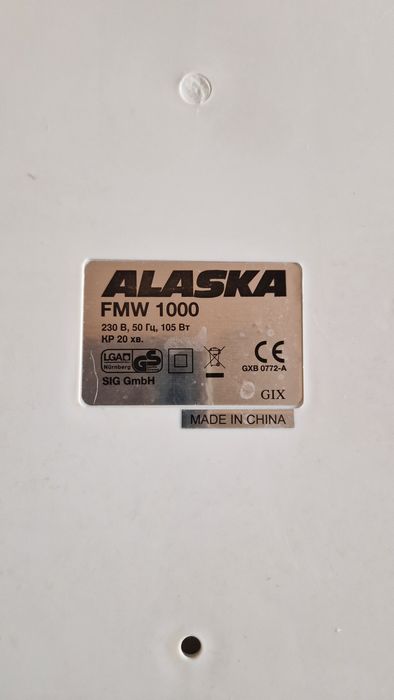 ALASKA
FMW 1000
230 В, 50 Гц, 105 Вт
КР 20 хв.
LGA
Nürnberg
GS
CE
GXB 0772-A
SIG GmbH
GIX
MADE IN CHINA